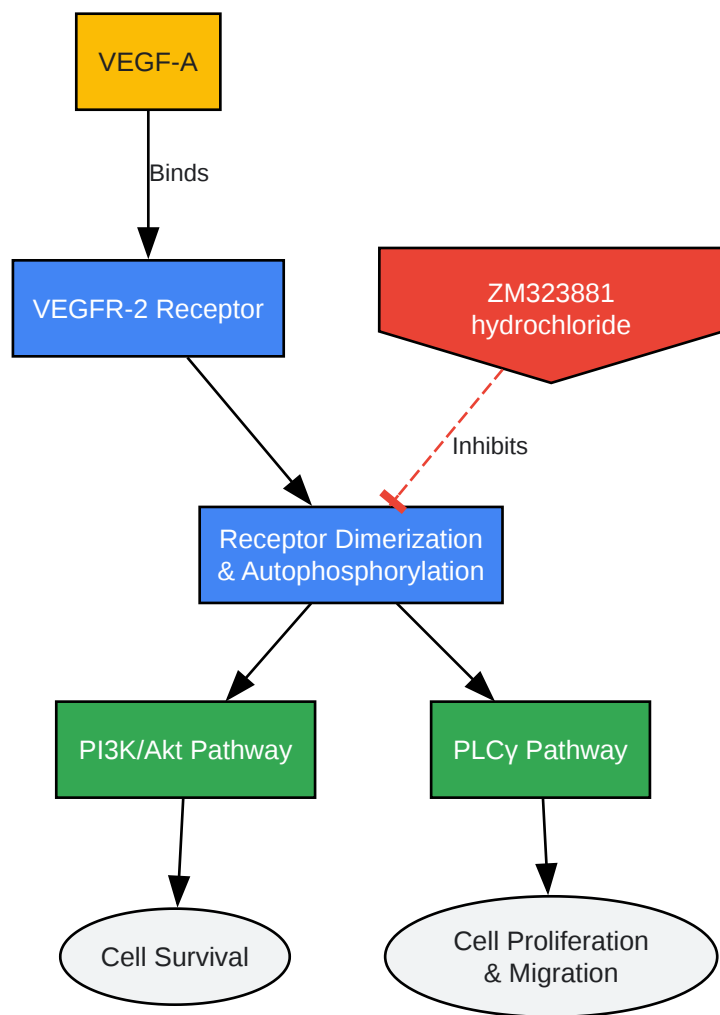 VEGF-A
Binds
VEGFR-2 Receptor
ZM323881
hydrochloride
Inhibits
Receptor Dimerization
& Autophosphorylation
PI3K/Akt Pathway
PLCγ Pathway
Cell Survival
Cell Proliferation
& Migration